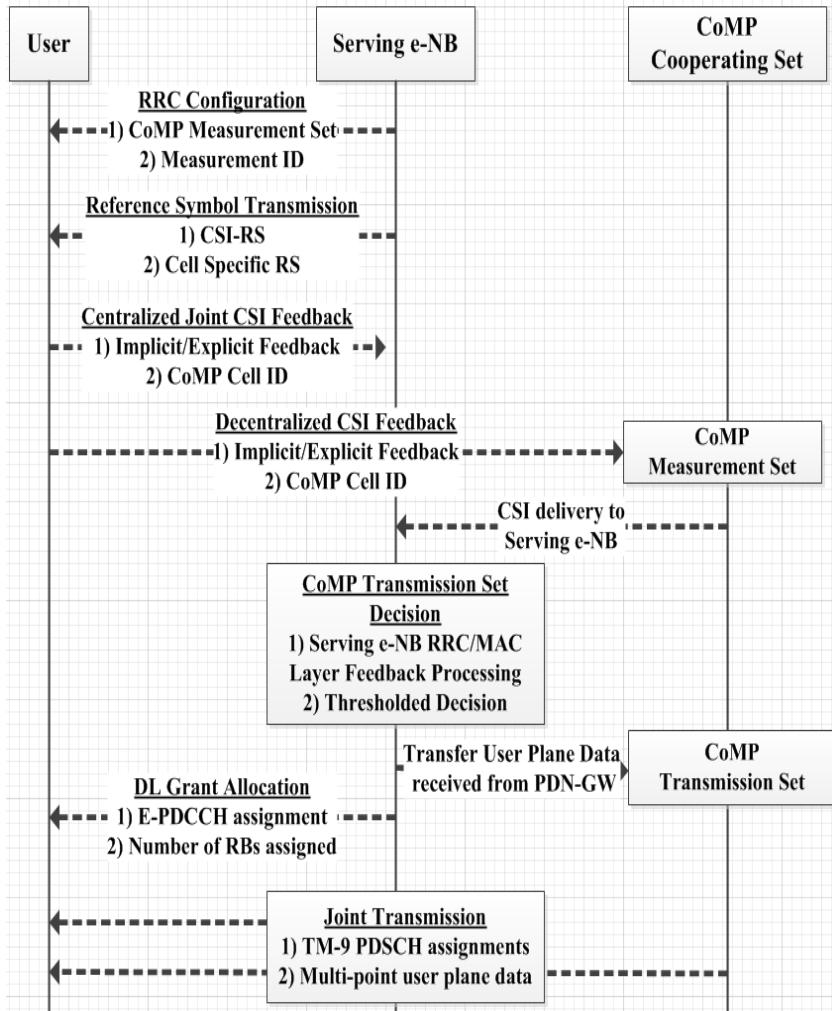 User
Serving e-NB
CoMP
Cooperating Set
RRC Configuration
1) CoMP Measurement Set
2) Measurement ID
Reference Symbol Transmission
1) CSI-RS
2) Cell Specific RS
Centralized Joint CSI Feedback
1) Implicit/Explicit Feedback
2) CoMP Cell ID
Decentralized CSI Feedback
1) Implicit/Explicit Feedback
2) CoMP Cell ID
CoMP
Measurement Set
CSI delivery to
Serving e-NB
CoMP Transmission Set
Decision
1) Serving e-NB RRC/MAC
Layer Feedback Processing
2) Thresholded Decision
Transfer User Plane Data
received from PDN-GW
CoMP
Transmission Set
DL Grant Allocation
1) E-PDCCH assignment
2) Number of RBs assigned
Joint Transmission
1) TM-9 PDSCH assignments
2) Multi-point user plane data